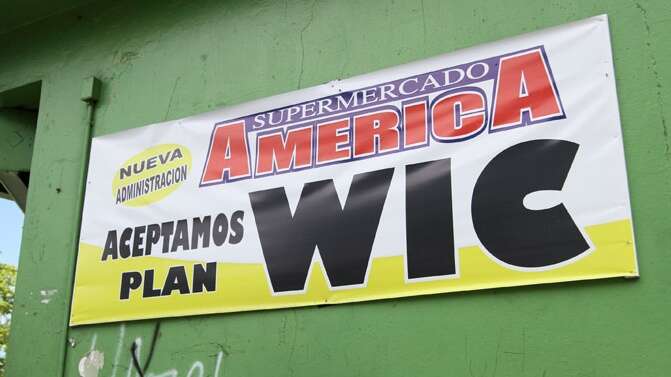 SUPERMERCADO
AMERICA
NUEVA
ADMINISTRACION
ACEPTAMOS
PLAN
WIC